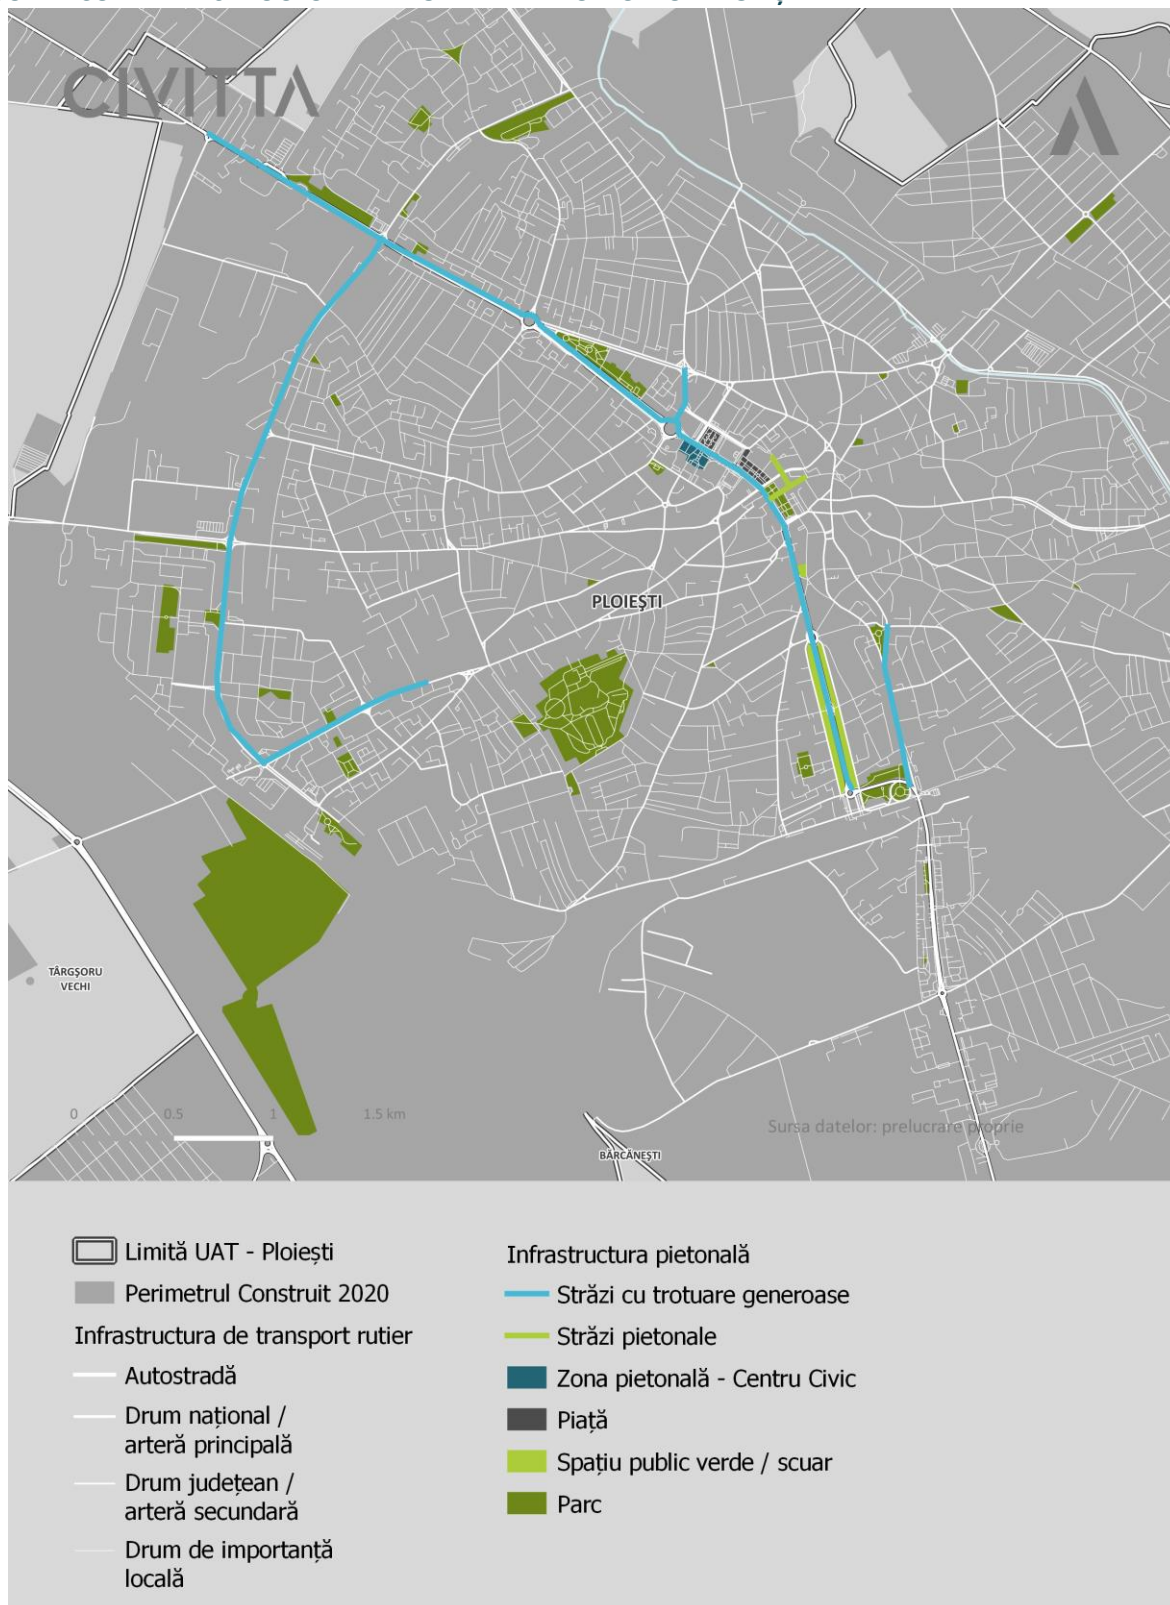 CIVITTA
PLOIEȘTI
TÂRGȘORU
VECHI
0 0.5 1 1.5 km
Sursa datelor: prelucrare proprie
BĂRCĂNEȘTI
Limită UAT - Ploiești
Perimetrul Construit 2020
Infrastructura de transport rutier
Autostradă
Drum național /
arteră principală
Drum județean /
arteră secundară
Drum de importanță
locală
Infrastructura pietonală
Străzi cu trotuare generoase
Străzi pietonale
Zona pietonală - Centru Civic
Piață
Spațiu public verde / scuar
Parc